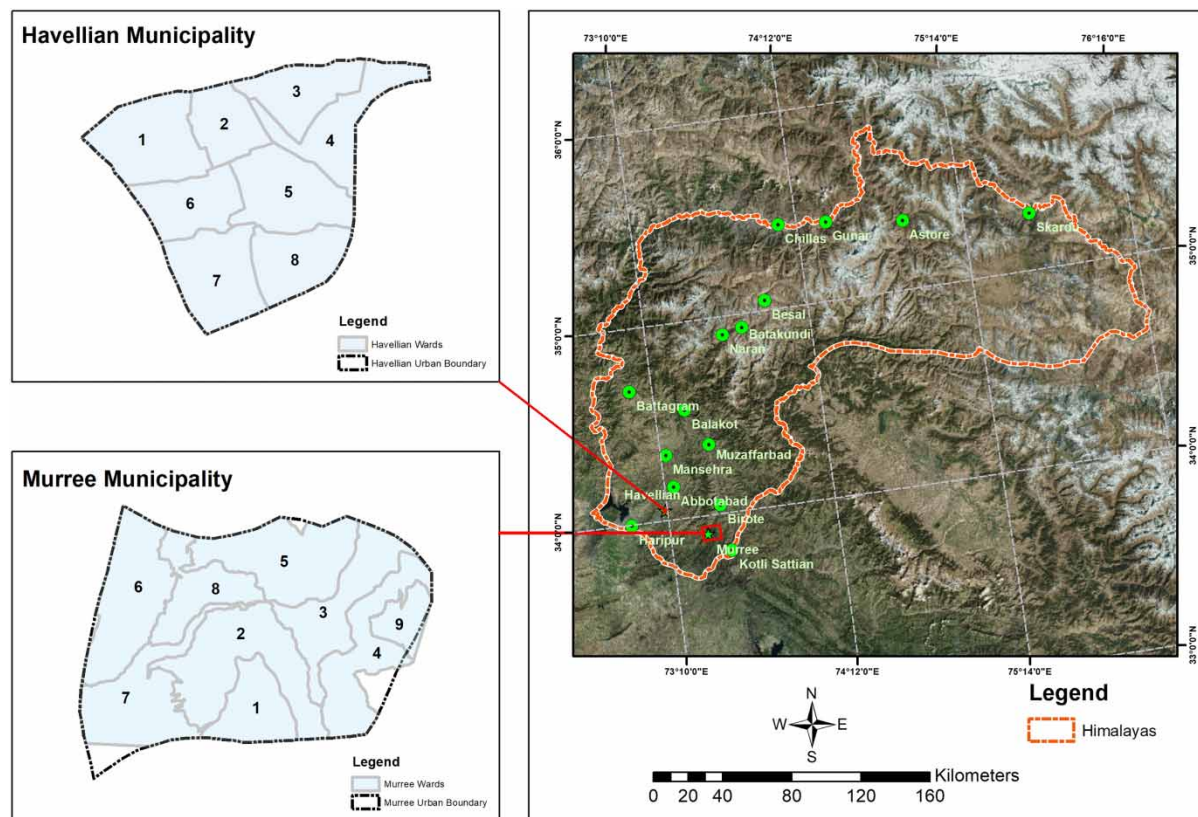 Havellian Municipality
1
2
3
4
5
6
7
8
Legend
Havellian Wards
Havellian Urban Boundary
Murree Municipality
5
6
8
3
2
9
4
7
1
Legend
Murree Wards
Murree Urban Boundary
73°10'0"E 74°12'0"E 75°14'0"E 76°16'0"E
36°0'0"N
35°0'0"N
34°0'0"N
35°0'0"N
34°0'0"N
33°0'0"N
Chillas
Gunar
Astore
Skardu
Besal
Batakundi
Naran
Battagram
Balakot
Muzaffarbad
Mansehra
Havellian
Abbotabad
Birote
Haripur
Murree
Kotli Sattian
73°10'0"E 74°12'0"E 75°14'0"E
N
W E
S
Legend
Himalayas
Kilometers
0 20 40 80 120 160